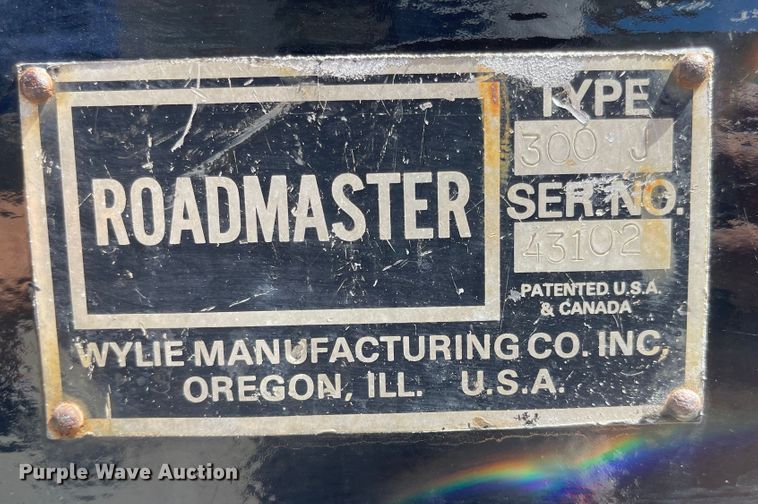 ROADMASTER
TYPE
300 J
SER. NO.
43102
PATENTED U.S.A.
& CANADA
WYLIE MANUFACTURING CO. INC.
OREGON, ILL. U.S.A.
Purple Wave Auction